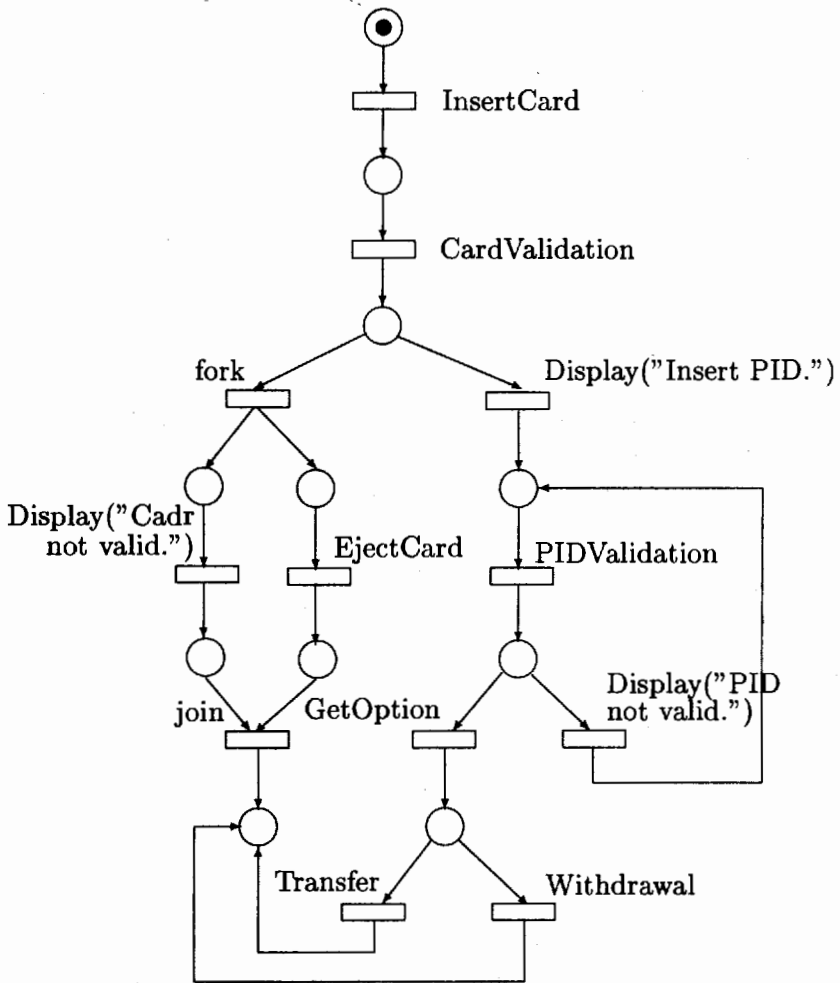 InsertCard
CardValidation
fork
Display("Insert PID.")
Display("Cadr
not valid.")
EjectCard
PIDValidation
join
GetOption
Display("PID
not valid.")
Transfer
Withdrawal